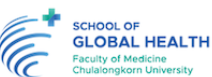 SCHOOL OF
GLOBAL HEALTH
Faculty of Medicine
Chulalongkorn University